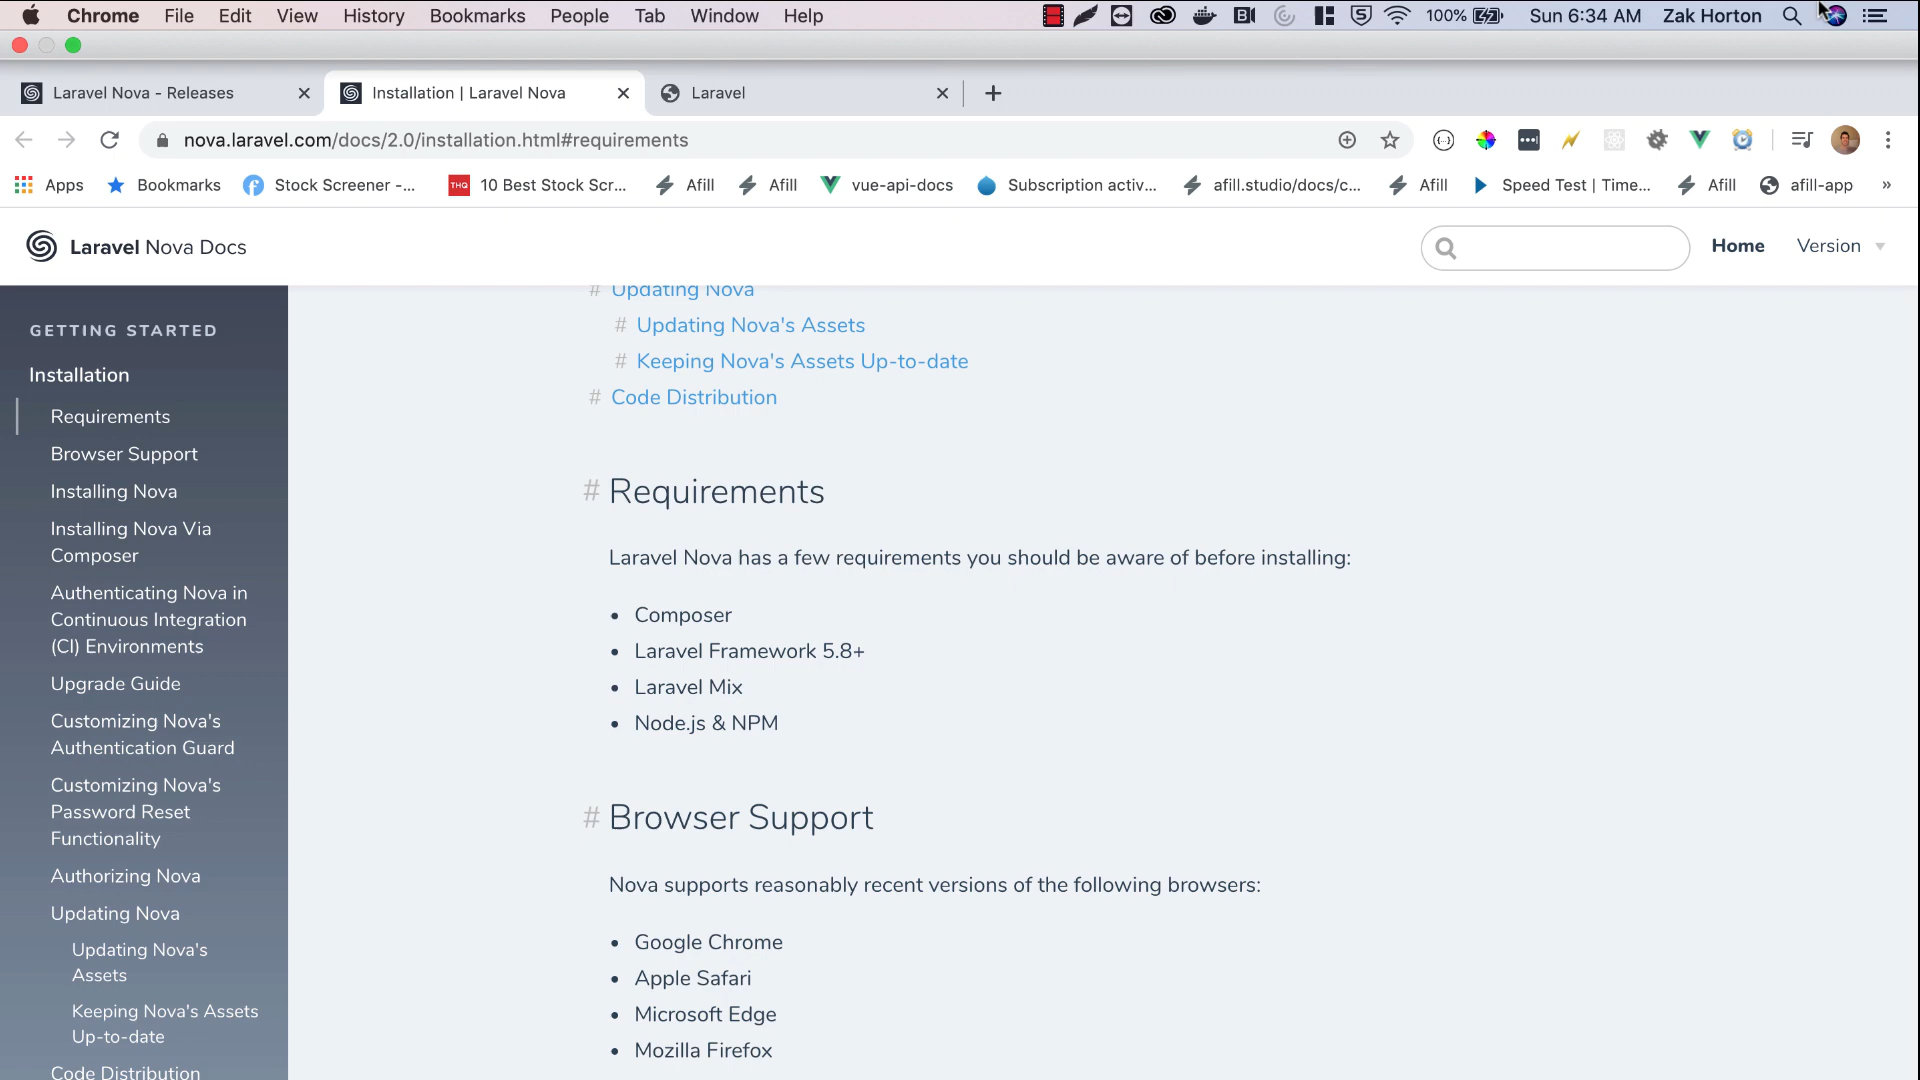 Chrome File Edit View History Bookmarks People Tab Window Help 100% Sun 6:34 AM Zak Horton
Laravel Nova - Releases Installation | Laravel Nova Laravel
nova.laravel.com/docs/2.0/installation.html#requirements
Apps Bookmarks Stock Screener -... THQ 10 Best Stock Scr... Afill Afill vue-api-docs Subscription activ... afill.studio/docs/c... Afill Speed Test | Time... Afill afill-app »
Laravel Nova Docs Home Version
GETTING STARTED
Installation
Requirements
Browser Support
Installing Nova
Installing Nova Via
Composer
Authenticating Nova in
Continuous Integration
(CI) Environments
Upgrade Guide
Customizing Nova's
Authentication Guard
Customizing Nova's
Password Reset
Functionality
Authorizing Nova
Updating Nova
Updating Nova's
Assets
Keeping Nova's Assets
Up-to-date
Code Distribution
# Updating Nova
# Updating Nova's Assets
# Keeping Nova's Assets Up-to-date
# Code Distribution
# Requirements
Laravel Nova has a few requirements you should be aware of before installing:
• Composer
• Laravel Framework 5.8+
• Laravel Mix
• Node.js & NPM
# Browser Support
Nova supports reasonably recent versions of the following browsers:
• Google Chrome
• Apple Safari
• Microsoft Edge
• Mozilla Firefox